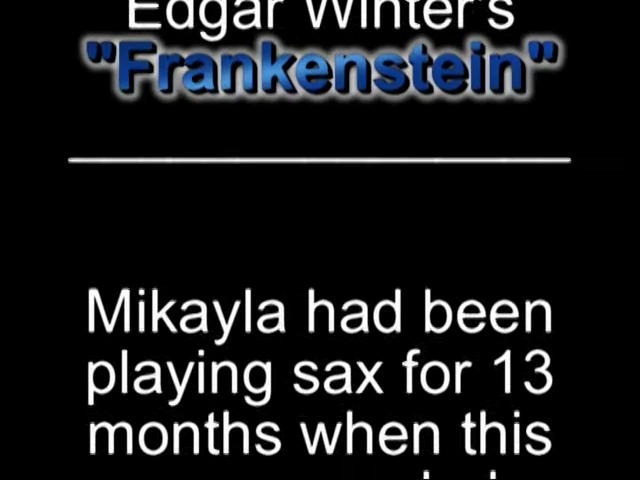 Edgar Winter's
"Frankenstein"
Mikayla had been
playing sax for 13
months when this